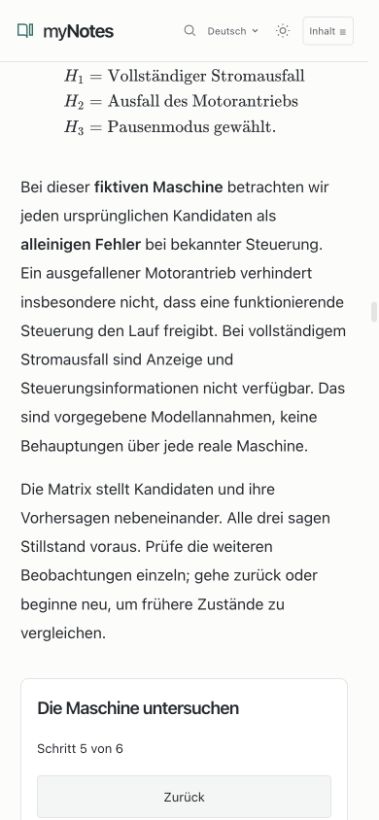 myNotes
Deutsch
Inhalt
H₁ = Vollständiger Stromausfall
H₂ = Ausfall des Motorantriebs
H₃ = Pausenmodus gewählt.
Bei dieser fiktiven Maschine betrachten wir
jeden ursprünglichen Kandidaten als
alleinigen Fehler bei bekannter Steuerung.
Ein ausgefallener Motorantrieb verhindert
insbesondere nicht, dass eine funktionierende
Steuerung den Lauf freigibt. Bei vollständigem
Stromausfall sind Anzeige und
Steuerungsinformationen nicht verfügbar. Das
sind vorgegebene Modellannahmen, keine
Behauptungen über jede reale Maschine.
Die Matrix stellt Kandidaten und ihre
Vorhersagen nebeneinander. Alle drei sagen
Stillstand voraus. Prüfe die weiteren
Beobachtungen einzeln; gehe zurück oder
beginne neu, um frühere Zustände zu
vergleichen.
Die Maschine untersuchen
Schritt 5 von 6
Zurück